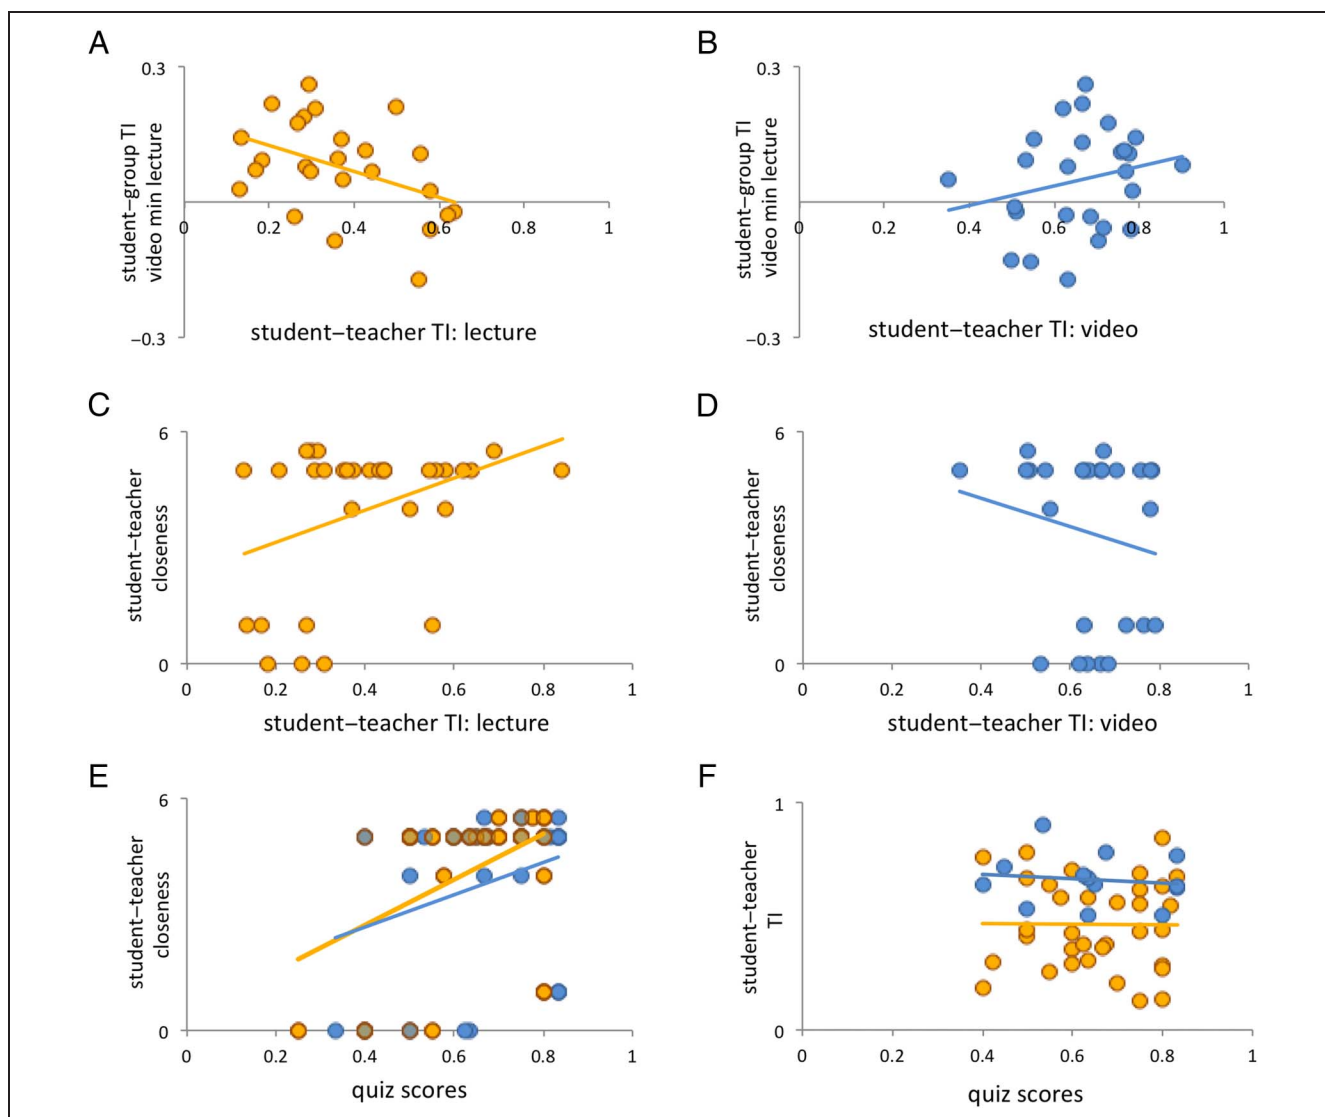 A
student–group TI
video min lecture
0.3
–0.3
0.2
0.4
0.6
0.8
1
student–teacher TI: lecture
B
student–group TI
video min lecture
0.3
–0.3
0
0.2
0.4
0.6
0.8
1
student–teacher TI: video
C
student–teacher
closeness
6
0
0
0.2
0.4
0.6
0.8
1
student–teacher TI: lecture
D
student–teacher
closeness
6
0
0
0.2
0.4
0.6
0.8
1
student–teacher TI: video
E
student–teacher
closeness
6
0
0
0.2
0.4
0.6
0.8
1
quiz scores
F
student–teacher
TI
1
0
0
0.2
0.4
0.6
0.8
1
quiz scores